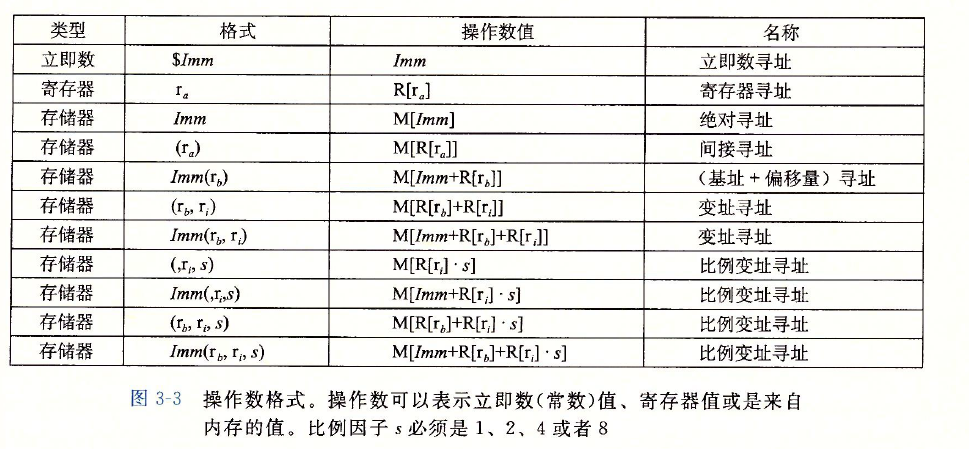 类型 格式 操作数值 名称
立即数 $Imm Imm 立即数寻址
寄存器 rₐ R[rₐ] 寄存器寻址
存储器 Imm M[Imm] 绝对寻址
存储器 (rₐ) M[R[rₐ]] 间接寻址
存储器 Imm(r_b) M[Imm+R[r_b]] （基址+偏移量）寻址
存储器 (r_b, r_i) M[R[r_b]+R[r_i]] 变址寻址
存储器 Imm(r_b, r_i) M[Imm+R[r_b]+R[r_i]] 变址寻址
存储器 (,r_i, s) M[R[r_i]·s] 比例变址寻址
存储器 Imm(,r_i,s) M[Imm+R[r_i]·s] 比例变址寻址
存储器 (r_b, r_i, s) M[R[r_b]+R[r_i]·s] 比例变址寻址
存储器 Imm(r_b, r_i, s) M[Imm+R[r_b]+R[r_i]·s] 比例变址寻址
图 3-3 操作数格式。操作数可以表示立即数(常数)值、寄存器值或是来自
内存的值。比例因子 s 必须是 1、2、4 或者 8